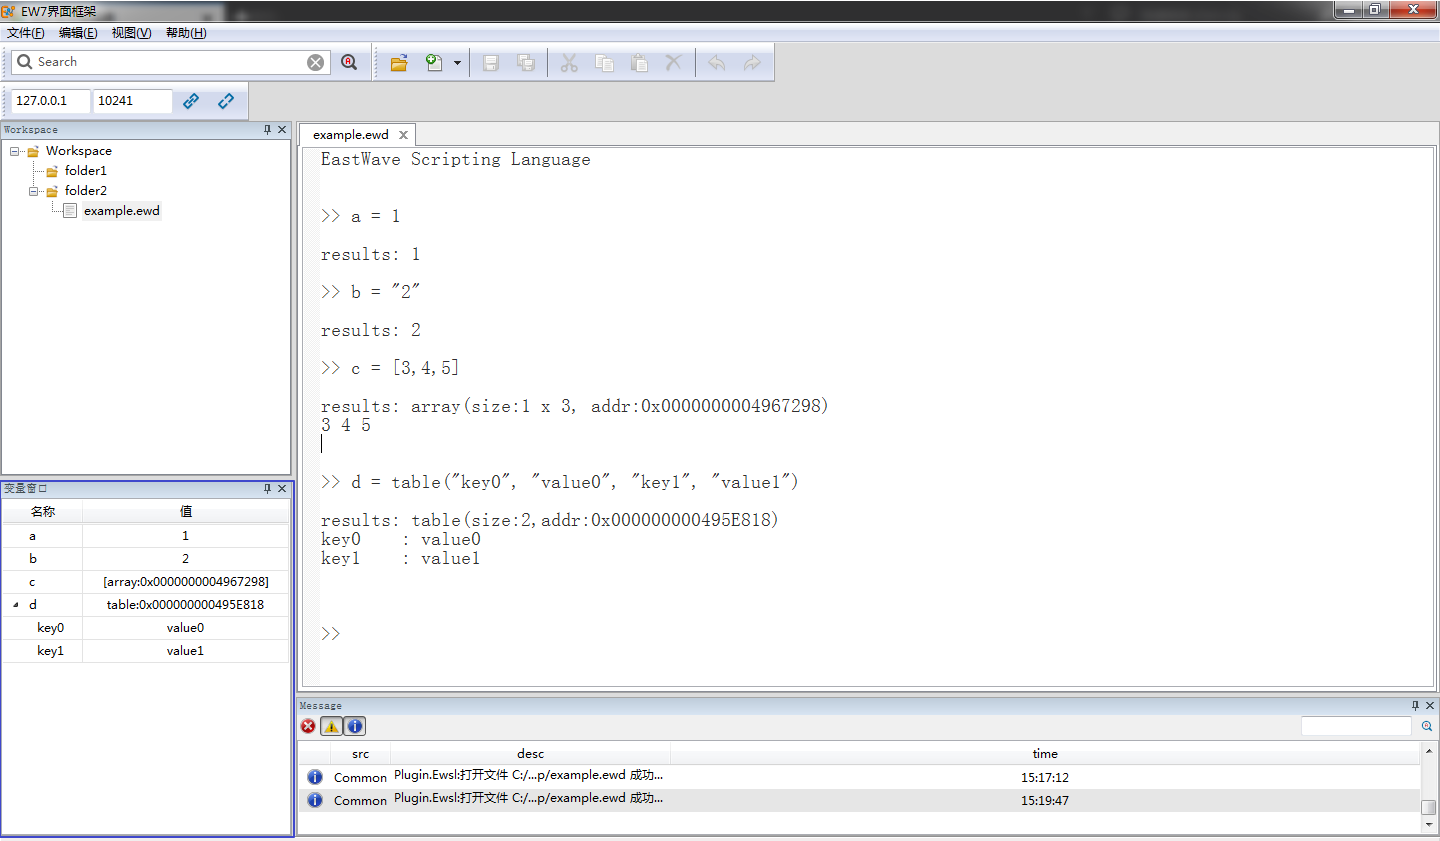 EW7界面框架
文件(F) 编辑(E) 视图(V) 帮助(H)
Search
127.0.0.1 10241
Workspace
Workspace
folder1
folder2
example.ewd
变量窗口
名称 值
a 1
b 2
c [array:0x0000000004967298]
d table:0x000000000495E818
key0 value0
key1 value1
example.ewd
EastWave Scripting Language
>> a = 1
results: 1
>> b = "2"
results: 2
>> c = [3,4,5]
results: array(size:1 x 3, addr:0x0000000004967298)
3 4 5
>> d = table("key0", "value0", "key1", "value1")
results: table(size:2,addr:0x000000000495E818)
key0 : value0
key1 : value1
>>
Message
src desc time
Common Plugin.Ewsl:打开文件 C:/...p/example.ewd 成功... 15:17:12
Common Plugin.Ewsl:打开文件 C:/...p/example.ewd 成功... 15:19:47